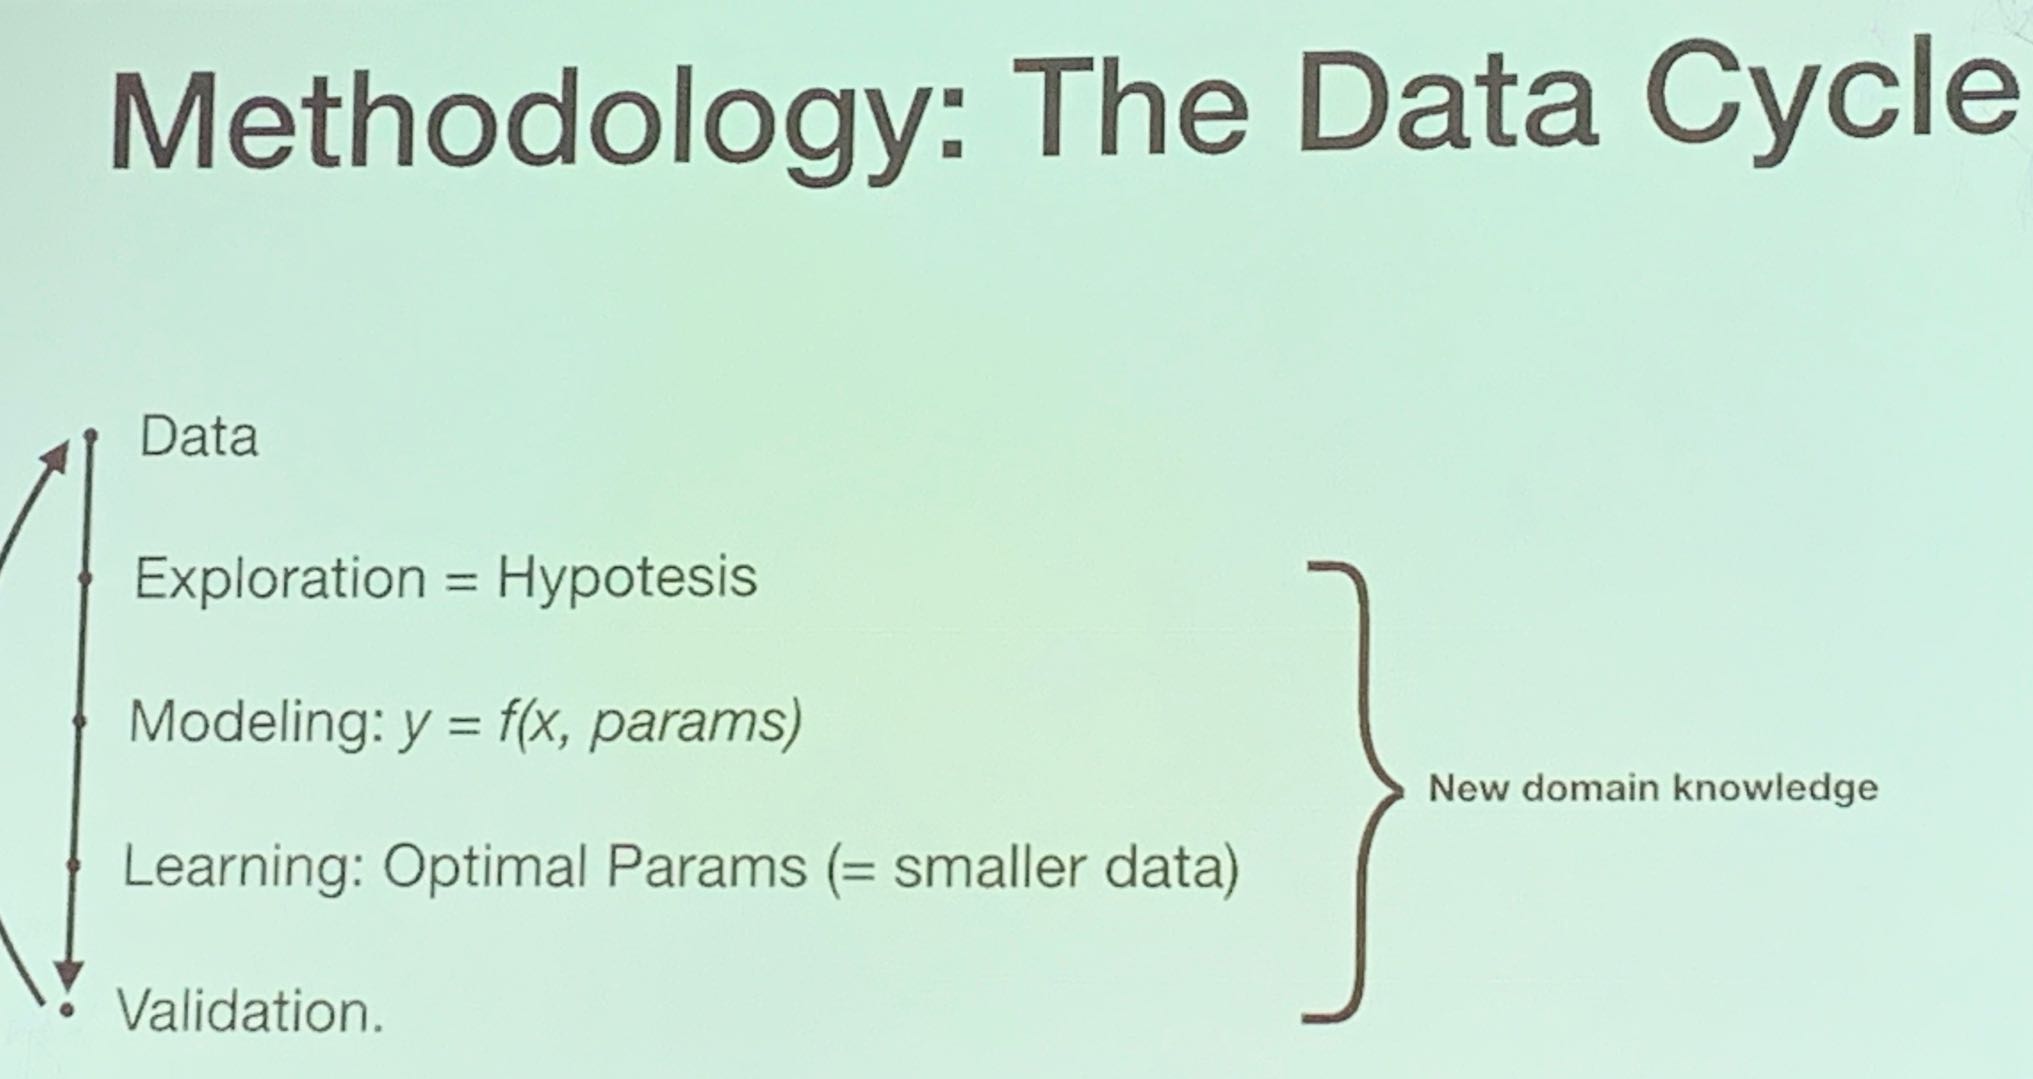 Methodology: The Data Cycle
Data
Exploration = Hypotesis
Modeling: y = f(x, params)
Learning: Optimal Params (= smaller data)
New domain knowledge
Validation.